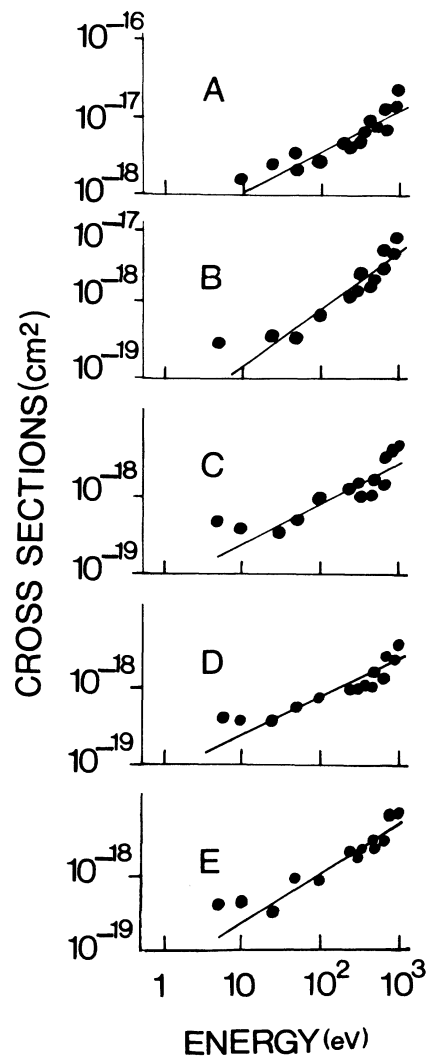 10⁻¹⁶
A
10⁻¹⁷
10⁻¹⁸
10⁻¹⁷
B
10⁻¹⁸
10⁻¹⁹
C
10⁻¹⁸
10⁻¹⁹
D
10⁻¹⁸
10⁻¹⁹
E
10⁻¹⁸
10⁻¹⁹
1 10 10² 10³
ENERGY (eV)
CROSS SECTIONS (cm²)